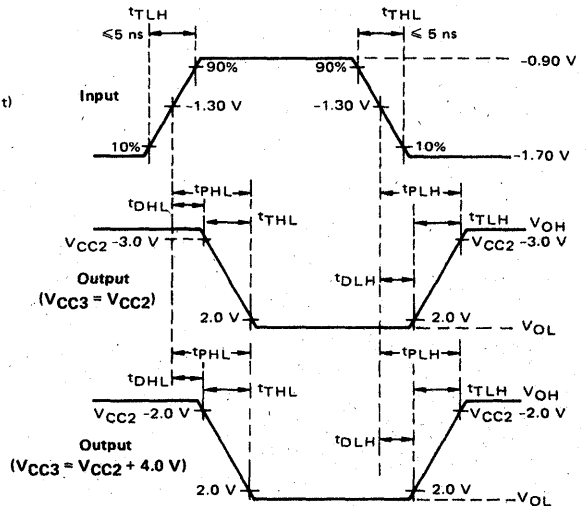 tTLH
tTHL
≤5 ns
≤ 5 ns
90%
90%
-0.90 V
t)
Input
-1.30 V
-1.30 V
10%
10%
-1.70 V
tPHL
tPLH
tDHL
tTHL
tTLH
VOH
VCC2 -3.0 V
VCC2 -3.0 V
Output
(VCC3 = VCC2)
tDLH
2.0 V
2.0 V
VOL
tPHL
tPLH
tDHL
tTHL
tTLH
VOH
VCC2 -2.0 V
VCC2 -2.0 V
Output
(VCC3 = VCC2 + 4.0 V)
tDLH
2.0 V
2.0 V
VOL